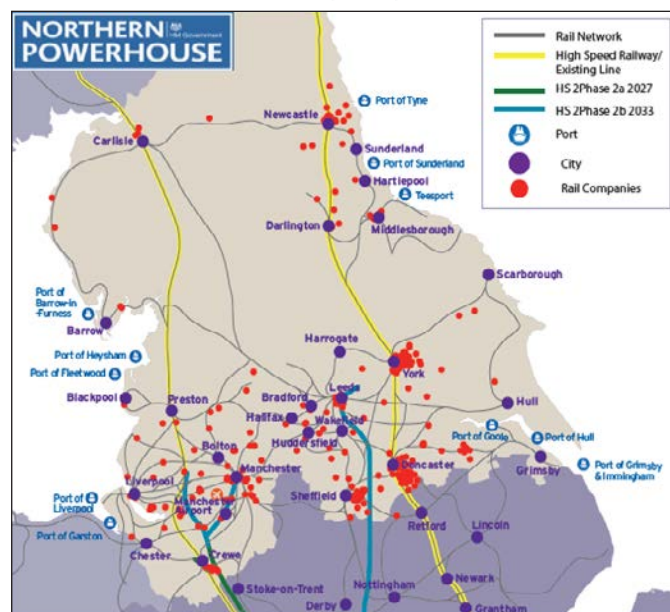 NORTHERN
POWERHOUSE
HM Government
Rail Network
High Speed Railway/
Existing Line
HS 2Phase 2a 2027
HS 2Phase 2b 2033
Port
City
Rail Companies
Newcastle
Port of Tyne
Carlisle
Sunderland
Port of Sunderland
Hartlepool
Teesport
Darlington
Middlesborough
Scarborough
Port of
Barrow-in
-Furness
Barrow
Harrogate
Port of Heysham
York
Port of Fleetwood
Blackpool
Preston
Bradford
Leeds
Hull
Halifax
Wakefield
Huddersfield
Port of Goole
Port of Hull
Bolton
Manchester
Doncaster
Grimsby
Port of Grimsby
& Immingham
Liverpool
Manchester
Airport
Sheffield
Port of
Liverpool
Retford
Lincoln
Port of Garston
Chester
Crewe
Stoke-on-Trent
Nottingham
Newark
Derby
Grantham